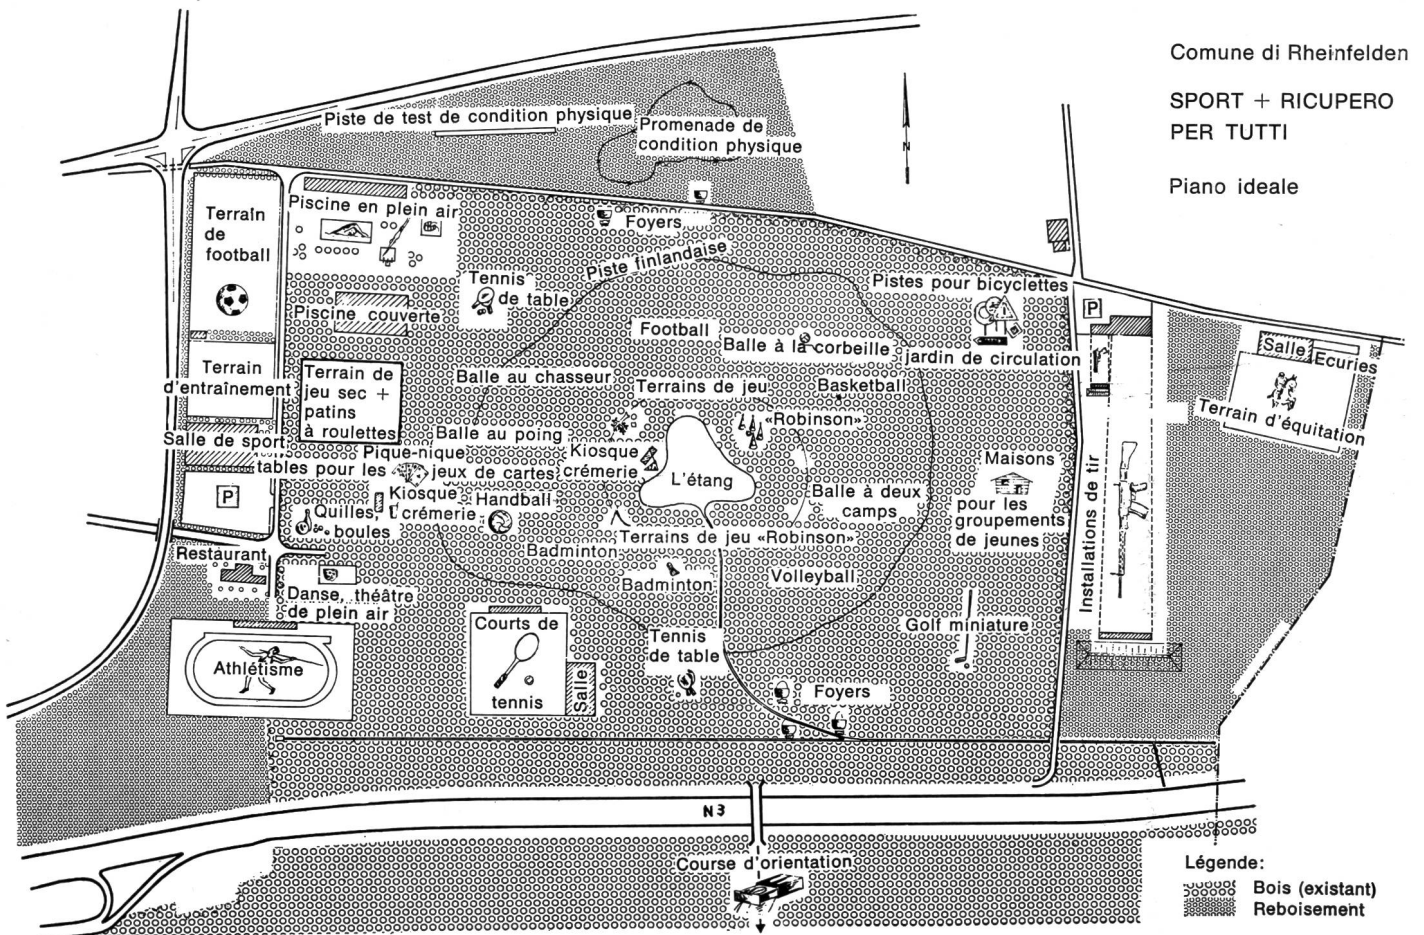 Comune di Rheinfelden
SPORT + RICUPERO
PER TUTTI
Piano ideale
Piste de test de condition physique
Promenade de
condition physique
N
Terrain
de
football
Piscine en plein air
Foyers
Piste finlandaise
Tennis
de table
Pistes pour bicyclettes
P
Piscine couverte
Football
Balle à la corbeille
jardin de circulation
Salle
Ecuries
Terrain
d'entraînement
Terrain de
jeu sec +
patins
à roulettes
Balle au chasseur
Terrains de jeu
Basketball
«Robinson»
Terrain d'équitation
Salle de sport
Balle au poing
Pique-nique
tables pour les
jeux de cartes
Kiosque
crémerie
L'étang
Maisons
pour les
groupements
de jeunes
P
Kiosque
crémerie
Handball
Balle à deux
camps
Installations de tir
Quilles,
boules
Restaurant
Badminton
Terrains de jeu «Robinson»
Badminton
Volleyball
Danse, théâtre
de plein air
Courts de
tennis
Salle
Tennis
de table
Golf miniature
Athlétisme
Foyers
N3
Course d'orientation
Légende:
Bois (existant)
Reboisement